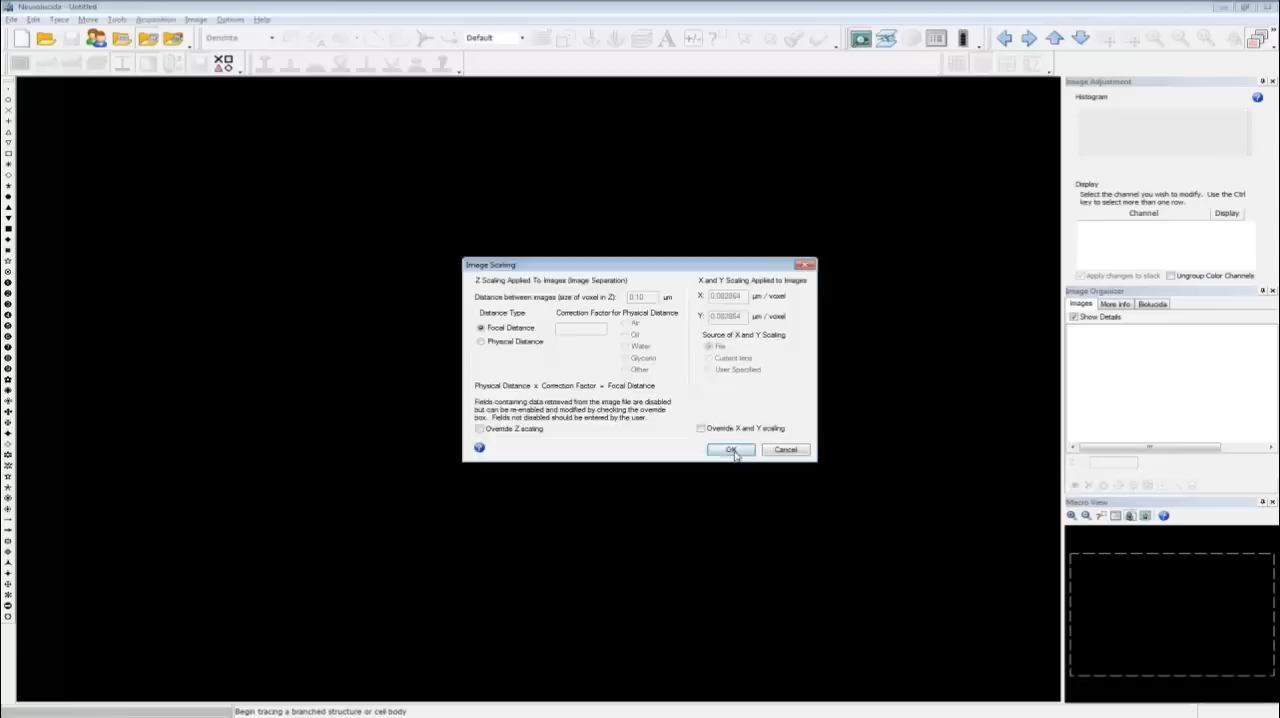 Neurolucida - Untitled
File Edit Trace Move Tools Acquisition Image Options Help
Dendrite
Default
Image Adjustment
Histogram
Display
Select the channel you wish to modify. Use the Ctrl
key to select more than one row.
Channel Display
Apply changes to stack Ungroup Color Channels
Image Organizer
Images More Info Biolucida
Show Details
Macro View
Image Scaling
Z Scaling Applied To Images (Image Separation)
Distance between images (size of voxel in Z): 0.10 um
Distance Type Correction Factor for Physical Distance
Focal Distance
Physical Distance
Air
Oil
Water
Glycerin
Other
Physical Distance x Correction Factor = Focal Distance
Fields containing data retrieved from the image file are disabled
but can be re-enabled and modified by checking the override
box. Fields not disabled should be entered by the user.
Override Z scaling
X and Y Scaling Applied to Images
X: 0.082864 µm / voxel
Y: 0.082864 µm / voxel
Source of X and Y Scaling
File
Current lens
User Specified
Override X and Y scaling
OK Cancel
Begin tracing a branched structure or cell body